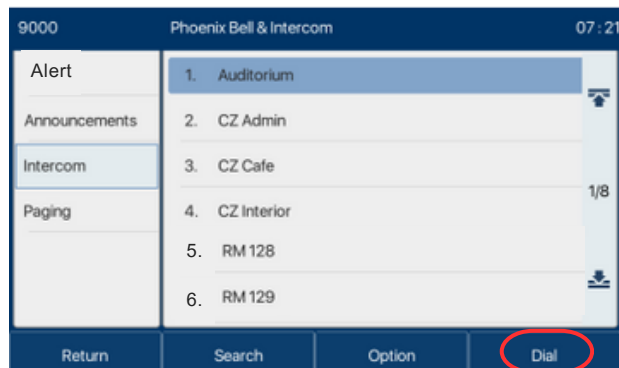 9000 Phoenix Bell & Intercom 07:21
Alert
Announcements
Intercom
Paging
1. Auditorium
2. CZ Admin
3. CZ Cafe
4. CZ Interior
5. RM 128
6. RM 129
1/8
Return Search Option Dial